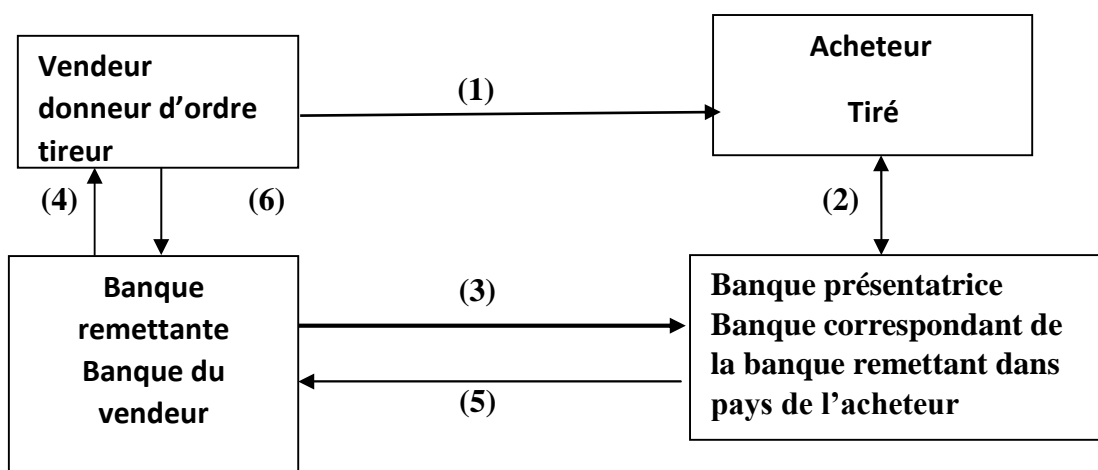 Vendeur
donneur d’ordre
tireur
(1)
Acheteur
Tiré
(4)
(6)
(2)
Banque
remettante
Banque du
vendeur
(3)
(5)
Banque présentatrice
Banque correspondant de
la banque remettant dans
pays de l’acheteur